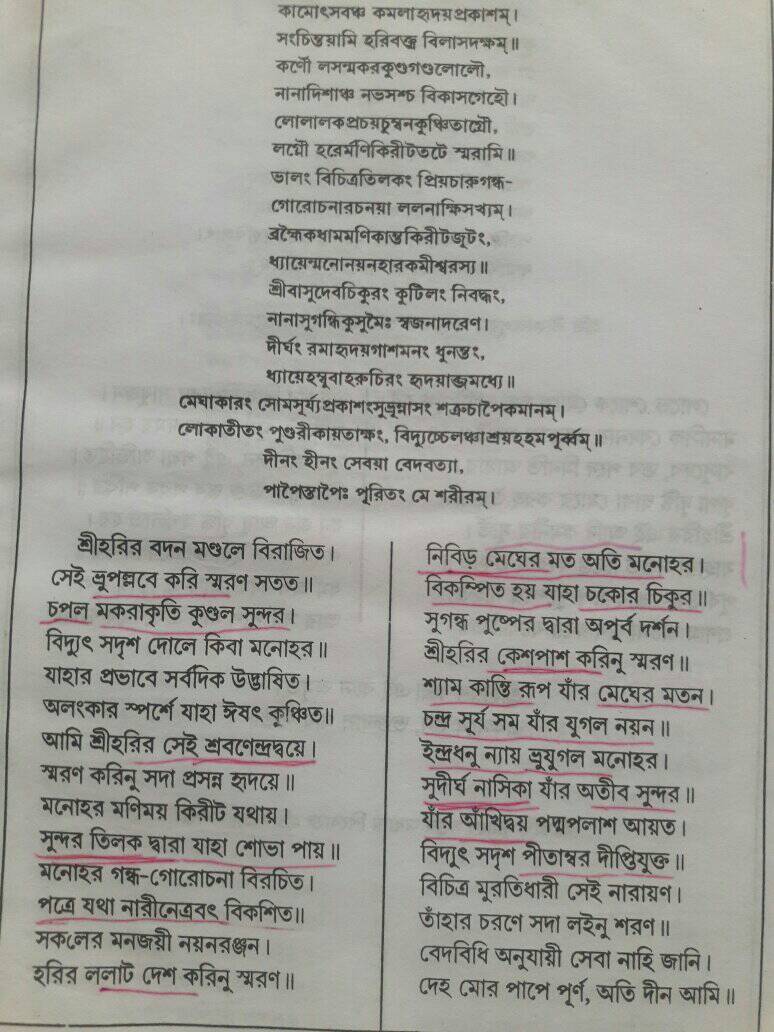 কামোৎসবঞ্চ কমলাহৃদয়প্রকাশম্।
সংচিন্তয়ামি হরিবক্ত্র বিলাসদক্ষম্॥
কর্ণৌ লসন্মকরকুণ্ডগণ্ডলোলৌ,
নানাদিশাঞ্চ নভসশ্চ বিকাসগেহৌ।
লোলালকপ্রচয়চুম্বনকুঞ্চিতাগ্রৌ,
লগ্নৌ হরের্মণিকিরীটতটে স্মরামি॥
ভালং বিচিত্রতিলকং প্রিয়চারুগন্ধ-
গোরোচনারচনয়া ললনাক্ষিসখ্যম্।
ব্রহ্মৈকধামমণিকান্তকিরীটজূটং,
ধ্যায়েন্মনোনয়নহারকমীশ্বরস্য॥
শ্রীবাসুদেবচিকুরং কুটিলং নিবদ্ধং,
নানাসুগন্ধিকুসুমৈঃ স্বজনাদরেণ।
দীর্ঘং রমাহৃদয়গাশমনং ধুনন্তং,
ধ্যায়েহম্বুবাহরুচিরং হৃদয়াব্জমধ্যে॥
মেঘাকারং সোমসূর্য্যপ্রকাশংসুভ্রূন্নাসং শক্রচাপৈকমানম্।
লোকাতীতং পুণ্ডরীকায়তাক্ষং, বিদ্যুচ্চেলঞ্চাশ্রয়েহহমপূর্ব্বম্॥
দীনং হীনং সেবয়া বেদবত্যা,
পাপৈস্তাপৈঃ পূরিতং মে শরীরম্।
শ্রীহরির বদন মণ্ডলে বিরাজিত।
সেই ভ্রূপল্লবে করি স্মরণ সতত॥
চপল মকরাকৃতি কুণ্ডল সুন্দর।
বিদ্যুৎ সদৃশ দোলে কিবা মনোহর॥
যাহার প্রভাবে সর্বদিক উদ্ভাষিত।
অলংকার স্পর্শে যাহা ঈষৎ কুঞ্চিত॥
আমি শ্রীহরির সেই শ্রবণেন্দ্রদ্বয়ে।
স্মরণ করিনু সদা প্রসন্ন হৃদয়ে॥
মনোহর মণিময় কিরীট যথায়।
সুন্দর তিলক দ্বারা যাহা শোভা পায়॥
মনোহর গন্ধ-গোরোচনা বিরচিত।
পত্রে যথা নারীনেত্রবৎ বিকশিত॥
সকলের মনজয়ী নয়নরঞ্জন।
হরির ললাট দেশ করিনু স্মরণ॥
নিবিড় মেঘের মত অতি মনোহর।
বিকম্পিত হয় যাহা চকোর চিকুর॥
সুগন্ধ পুষ্পের দ্বারা অপূর্ব দর্শন।
শ্রীহরির কেশপাশ করিনু স্মরণ॥
শ্যাম কান্তি রূপ যাঁর মেঘের মতন।
চন্দ্র সূর্য সম যাঁর যুগল নয়ন॥
ইন্দ্রধনু ন্যায় ভ্রূযুগল মনোহর।
সুদীর্ঘ নাসিকা যাঁর অতীব সুন্দর॥
যাঁর আঁখিদ্বয় পদ্মপলাশ আয়ত।
বিদ্যুৎ সদৃশ পীতাম্বর দীপ্তিযুক্ত॥
বিচিত্র মুরতিধারী সেই নারায়ণ।
তাঁহার চরণে সদা লইনু শরণ॥
বেদবিধি অনুযায়ী সেবা নাহি জানি।
দেহ মোর পাপে পূর্ণ, অতি দীন আমি॥